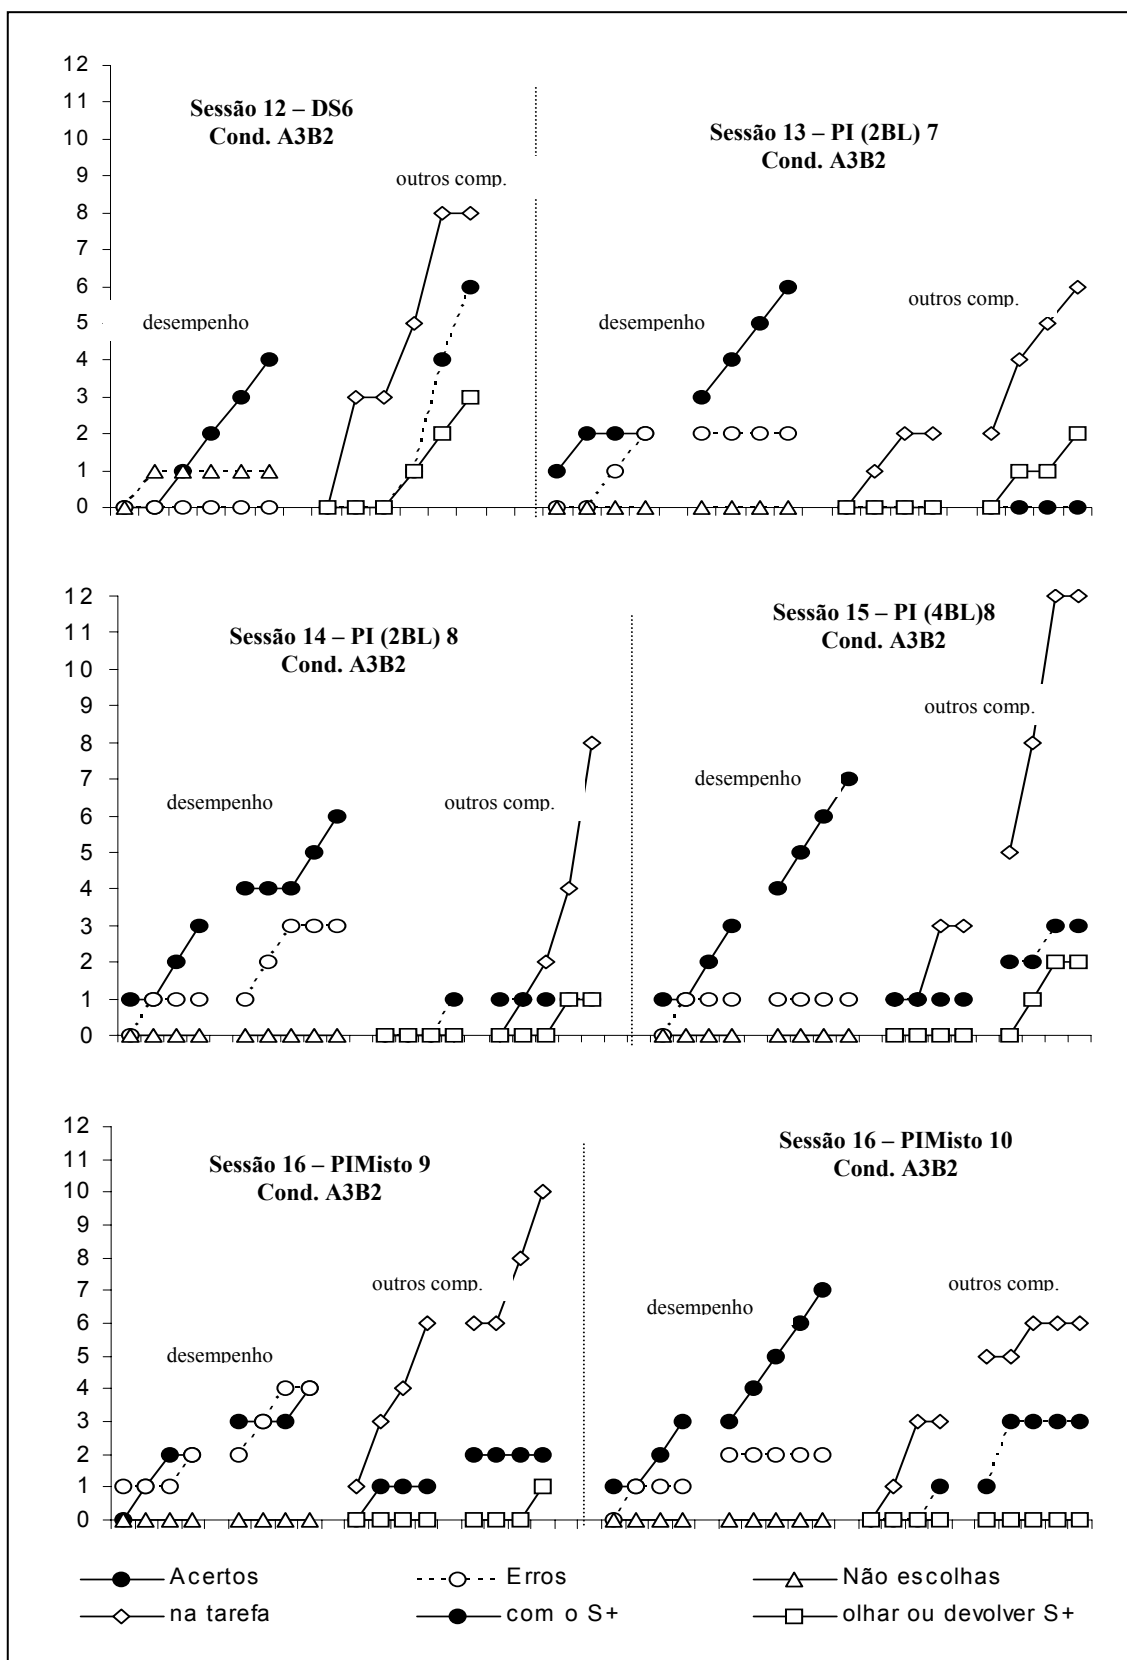 12
11
10
9
8
7
6
5
4
3
2
1
0
Sessão 12 – DS6
Cond. A3B2
outros comp.
desempenho
Sessão 13 – PI (2BL) 7
Cond. A3B2
desempenho
outros comp.
12
11
10
9
8
7
6
5
4
3
2
1
0
Sessão 14 – PI (2BL) 8
Cond. A3B2
desempenho
outros comp.
Sessão 15 – PI (4BL)8
Cond. A3B2
outros comp.
desempenho
12
11
10
9
8
7
6
5
4
3
2
1
0
Sessão 16 – PIMisto 9
Cond. A3B2
outros comp.
desempenho
Sessão 16 – PIMisto 10
Cond. A3B2
desempenho
outros comp.
Acertos
Erros
Não escolhas
na tarefa
com o S+
olhar ou devolver S+